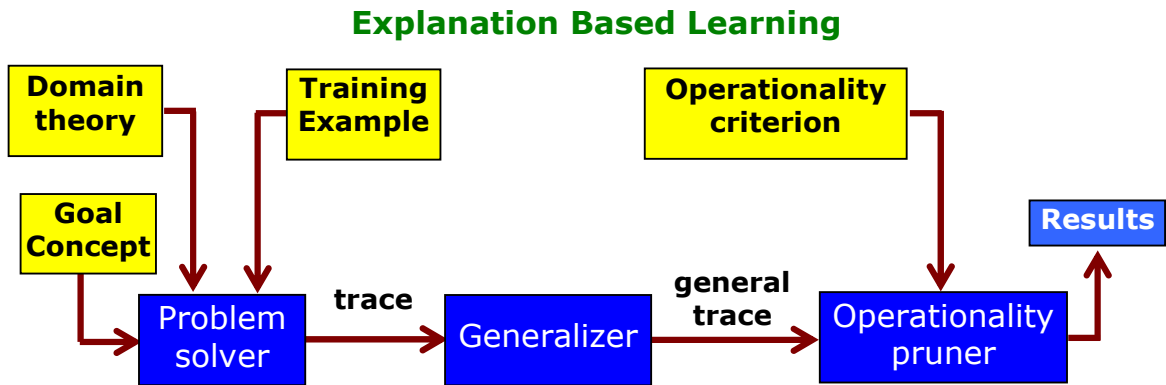 Explanation Based Learning
Domain
theory
Training
Example
Operationality
criterion
Goal
Concept
Results
trace
general
trace
Problem
solver
Generalizer
Operationality
pruner